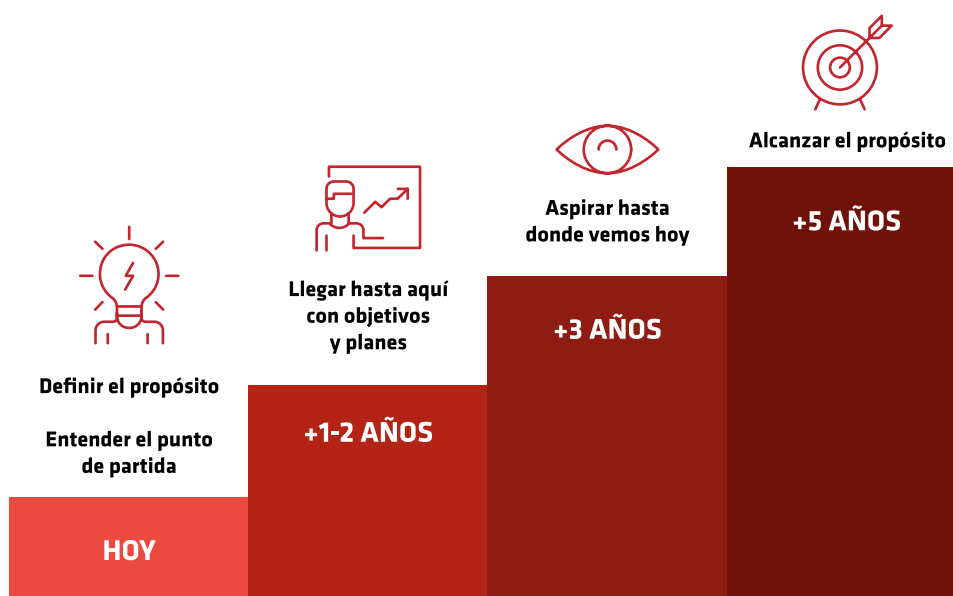 Definir el propósito
Entender el punto
de partida
HOY
Llegar hasta aquí
con objetivos
y planes
+1-2 AÑOS
Aspirar hasta
donde vemos hoy
+3 AÑOS
Alcanzar el propósito
+5 AÑOS